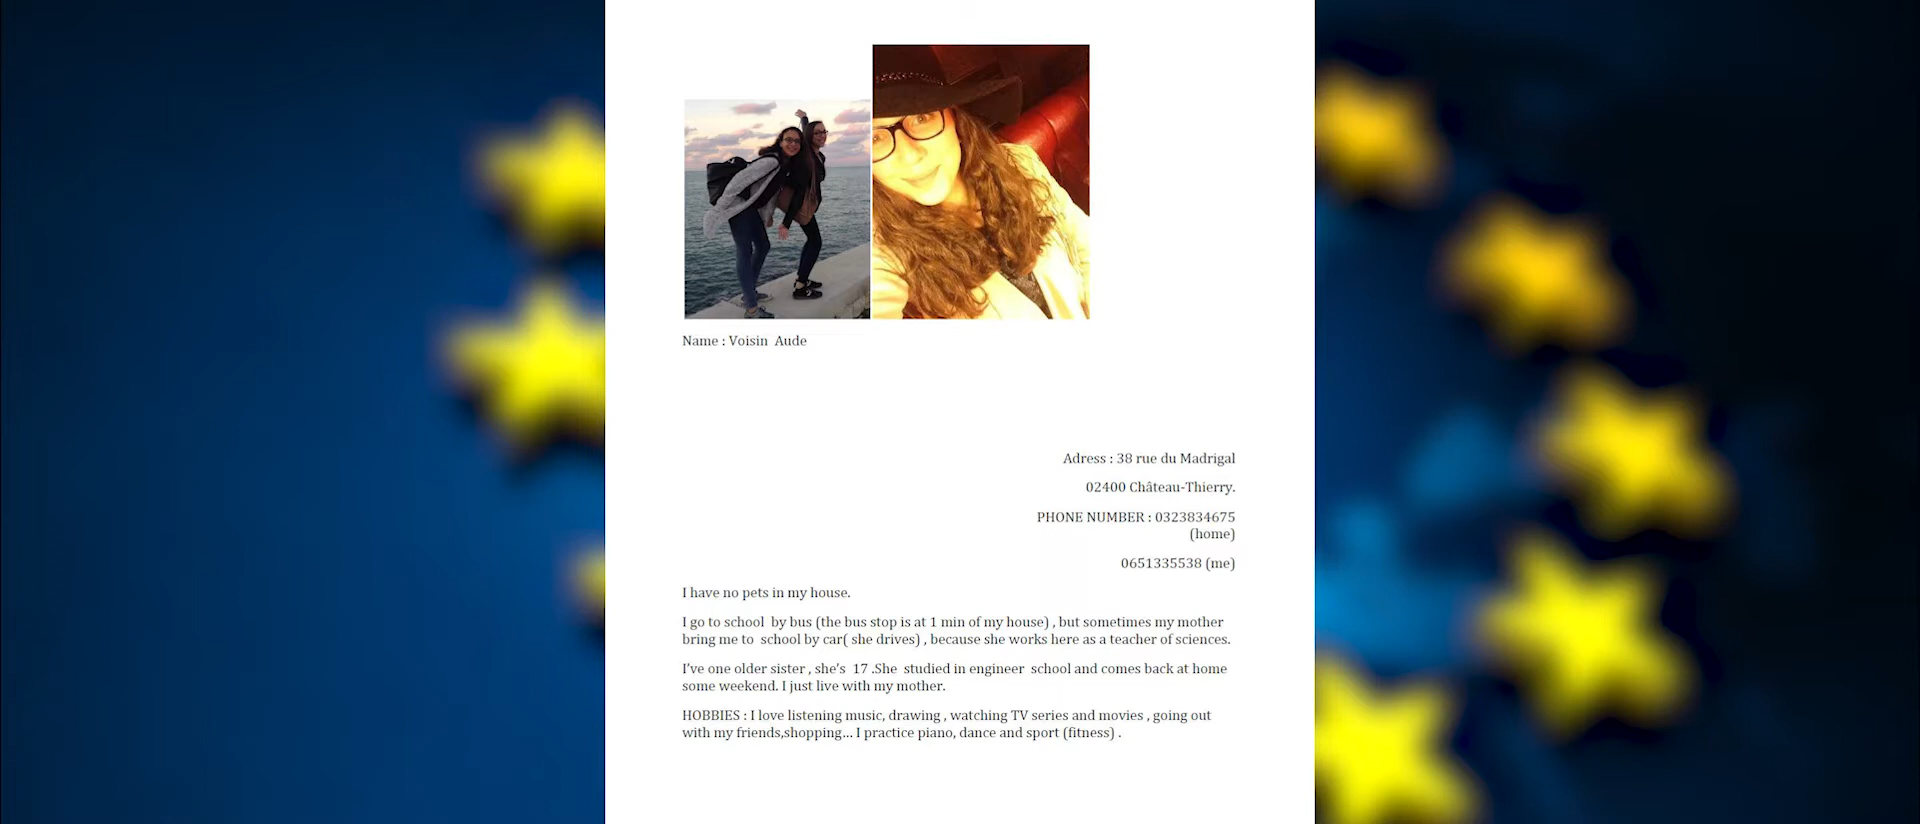 Name : Voisin  Aude
Adress : 38 rue du Madrigal
02400 Château-Thierry.
PHONE NUMBER : 0323834675
(home)
0651335538 (me)
I have no pets in my house.
I go to school  by bus (the bus stop is at 1 min of my house) , but sometimes my mother
bring me to  school by car( she drives) , because she works here as a teacher of sciences.
I've one older sister , she's  17 .She  studied in engineer  school and comes back at home
some weekend. I just live with my mother.
HOBBIES : I love listening music, drawing , watching TV series and movies , going out
with my friends,shopping... I practice piano, dance and sport (fitness) .